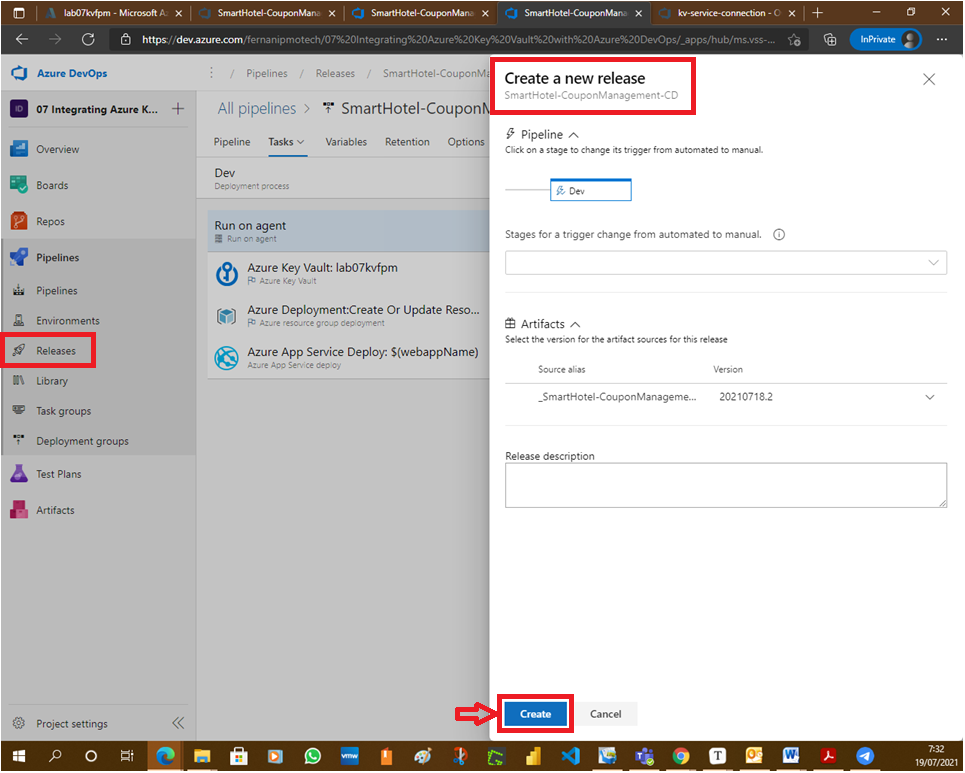 lab07kvfpm - Microsoft Az
SmartHotel-CouponMana
SmartHotel-CouponMana
SmartHotel-CouponMana
kv-service-connection - O
https://dev.azure.com/fernanipmotech/07%20Integrating%20Azure%20Key%20Vault%20with%20Azure%20DevOps/_apps/hub/ms.vss-...
InPrivate
Azure DevOps
/ Pipelines / Releases / SmartHotel-CouponMa
ID
07 Integrating Azure K...
Overview
Boards
Repos
Pipelines
Pipelines
Environments
Releases
Library
Task groups
Deployment groups
Test Plans
Artifacts
Project settings
All pipelines > SmartHotel-CouponM
Pipeline Tasks Variables Retention Options
Dev
Deployment process
Run on agent
Run on agent
Azure Key Vault: lab07kvfpm
Azure Key Vault
Azure Deployment:Create Or Update Reso...
Azure resource group deployment
Azure App Service Deploy: $(webappName)
Azure App Service deploy
Create a new release
SmartHotel-CouponManagement-CD
Pipeline
Click on a stage to change its trigger from automated to manual.
Dev
Stages for a trigger change from automated to manual.
Artifacts
Select the version for the artifact sources for this release
Source alias Version
_SmartHotel-CouponManageme... 20210718.2
Release description
Create Cancel
vmw
T
W
7:32
19/07/2021